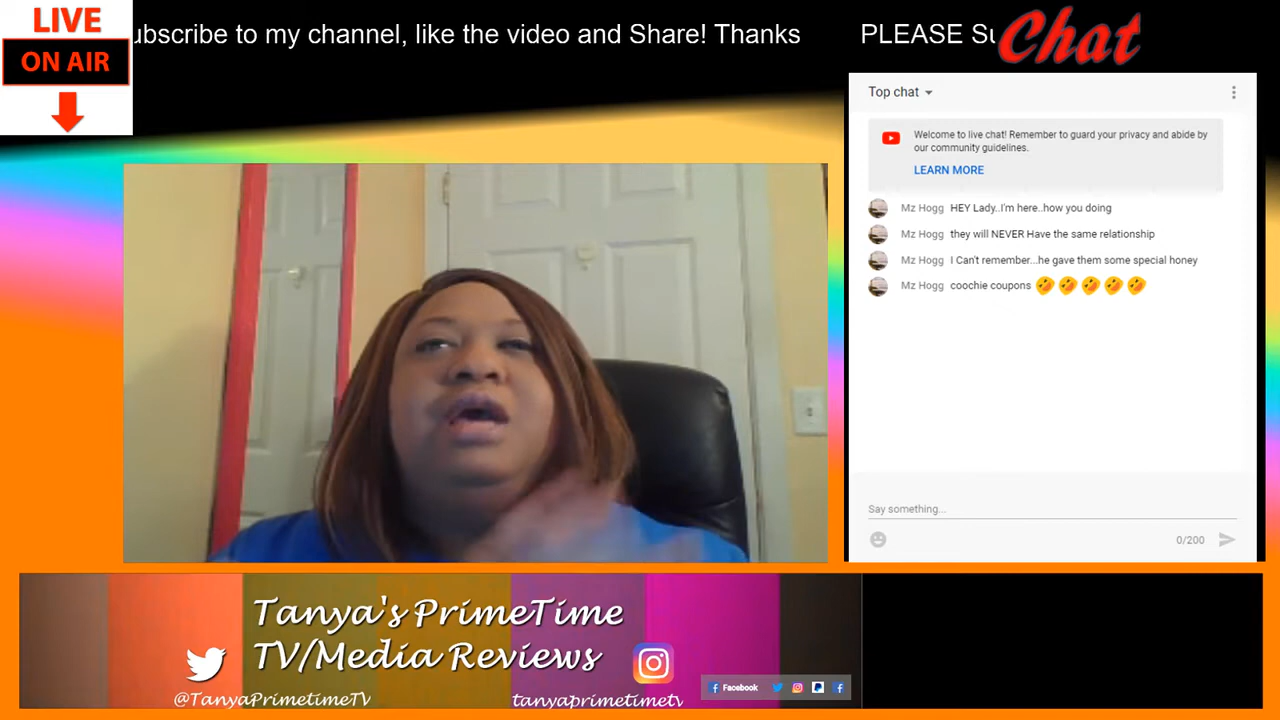 LIVE
ON AIR
ubscribe to my channel, like the video and Share! Thanks
PLEASE Su
Chat
Top chat
Welcome to live chat! Remember to guard your privacy and abide by
our community guidelines.
LEARN MORE
Mz Hogg HEY Lady..I'm here..how you doing
Mz Hogg they will NEVER Have the same relationship
Mz Hogg I Can't remember...he gave them some special honey
Mz Hogg coochie coupons 🤣🤣🤣🤣🤣
Say something...
0/200
Tanya's PrimeTime
TV/Media Reviews
@TanyaPrimetimeTV
tanyaprimetimetv
Facebook